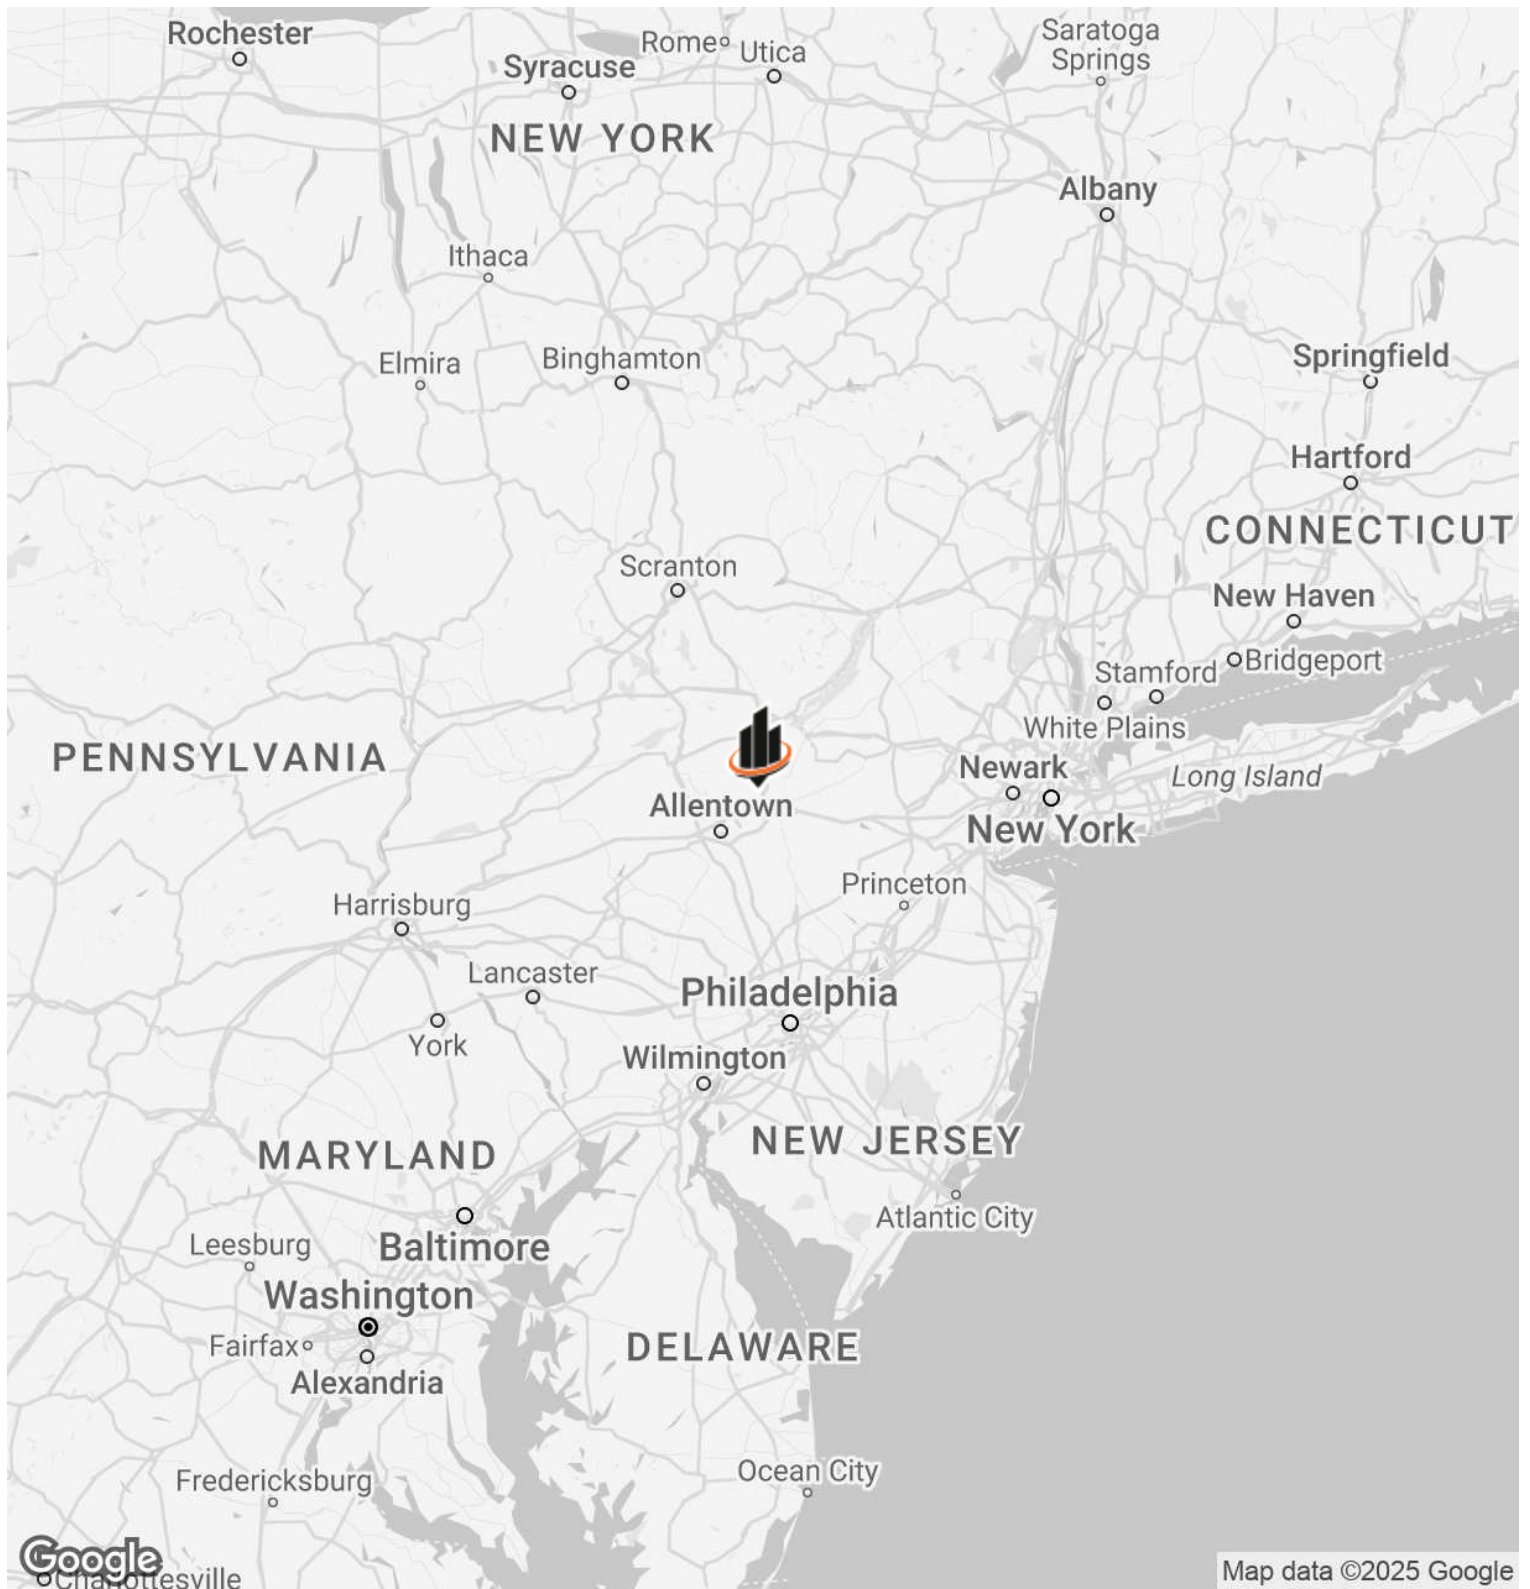 Rochester
Saratoga
Springs
Rome
Utica
Syracuse
NEW YORK
Albany
Ithaca
Elmira
Binghamton
Springfield
Hartford
CONNECTICUT
Scranton
New Haven
Bridgeport
Stamford
White Plains
PENNSYLVANIA
Newark
Long Island
Allentown
New York
Princeton
Harrisburg
Lancaster
Philadelphia
York
Wilmington
MARYLAND
NEW JERSEY
Atlantic City
Leesburg
Baltimore
Washington
Fairfax
DELAWARE
Alexandria
Ocean City
Fredericksburg
Google
Charlottesville
Map data ©2025 Google